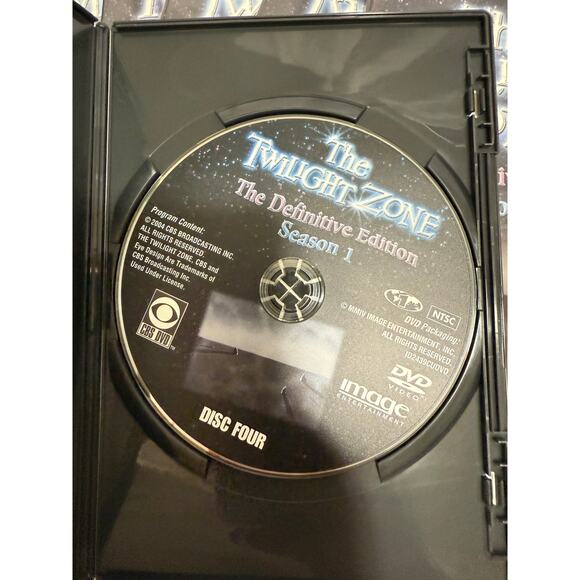 The
TWILIGHT ZONE
The Definitive Edition
Season 1
Program Content:
© 2004 CBS BROADCASTING INC.
ALL RIGHTS RESERVED.
THE TWILIGHT ZONE, CBS and
Eye Design Are Trademarks of
CBS Broadcasting Inc.
Used Under License.
CBS DVD™
NTSC
DVD Packaging:
© MMIV IMAGE ENTERTAINMENT, INC.
ALL RIGHTS RESERVED.
ID2439CUDVD
DVD
VIDEO
image
ENTERTAINMENT
DISC FOUR